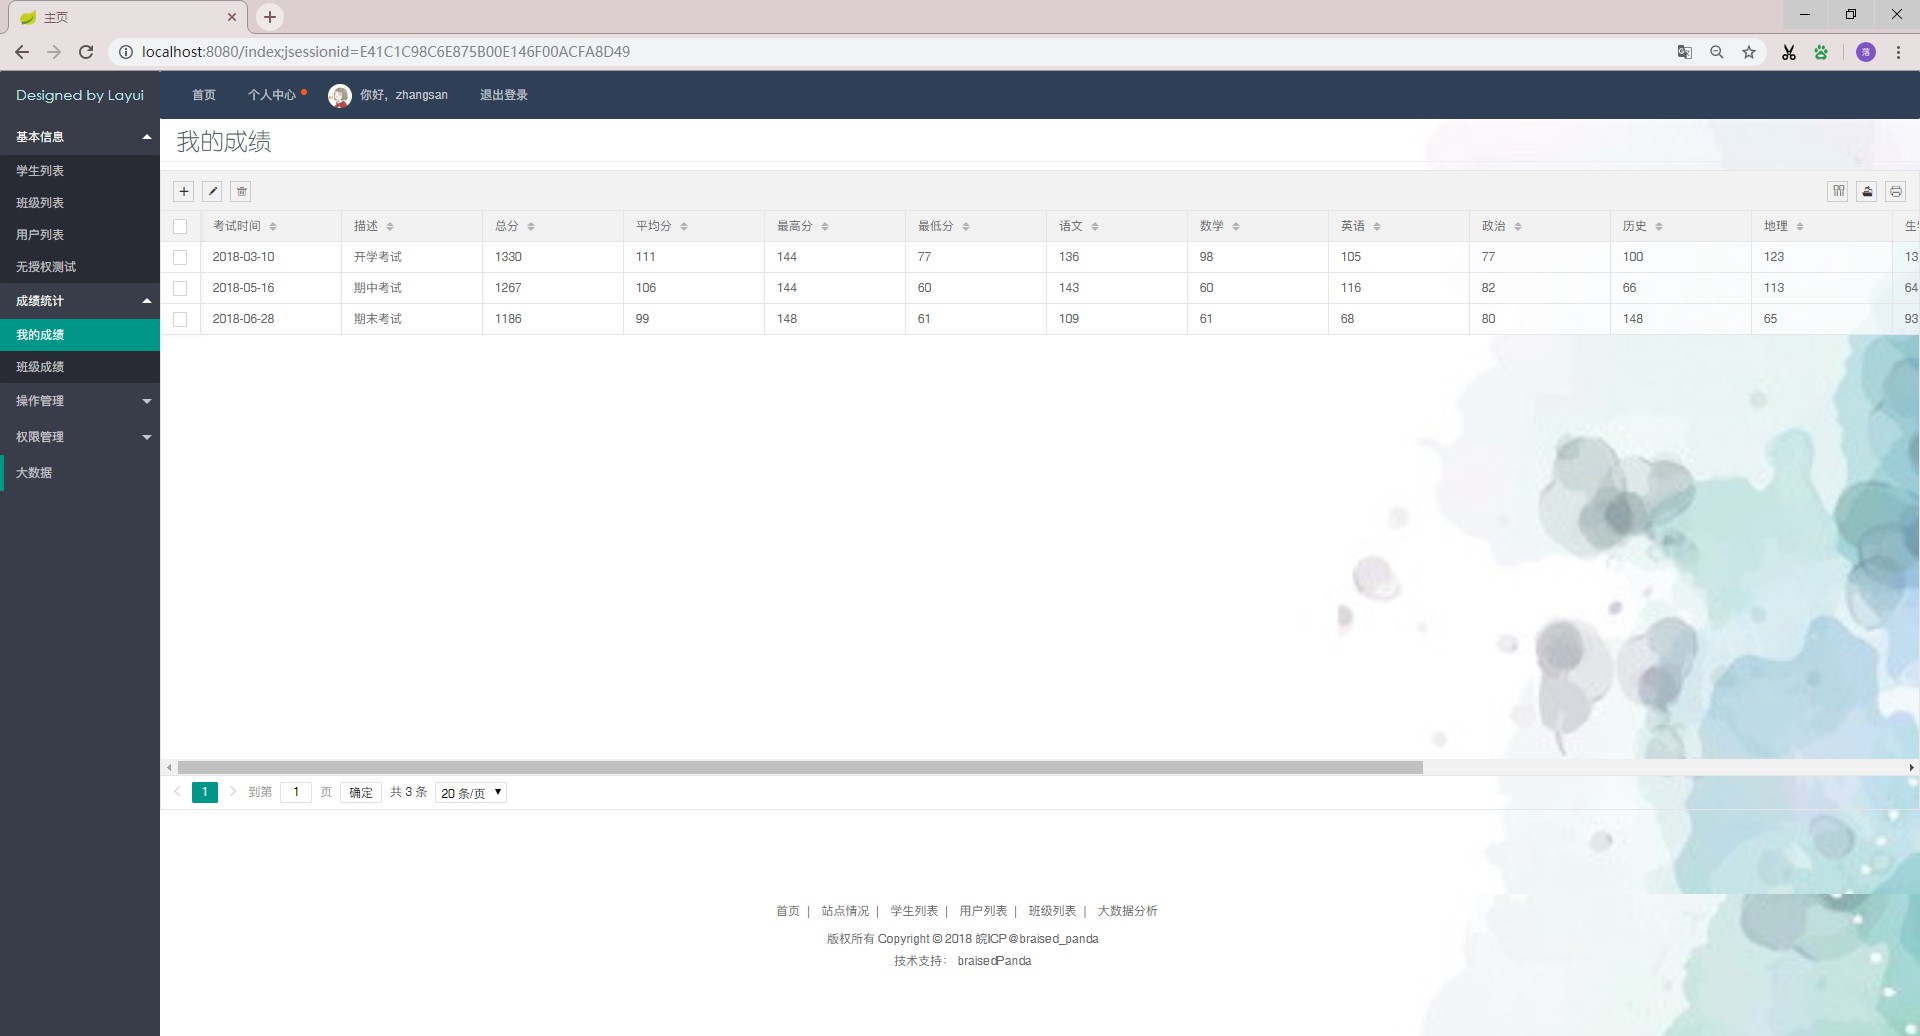 主页
localhost:8080/index;jsessionid=E41C1C98C6E875B00E146F00ACFA8D49
落
Designed by Layui
首页 个人中心 你好，zhangsan 退出登录
基本信息
学生列表
班级列表
用户列表
无授权测试
成绩统计
我的成绩
班级成绩
操作管理
权限管理
大数据
我的成绩
考试时间 描述 总分 平均分 最高分 最低分 语文 数学 英语 政治 历史 地理 生
2018-03-10 开学考试 1330 111 144 77 136 98 105 77 100 123 13
2018-05-16 期中考试 1267 106 144 60 143 60 116 82 66 113 64
2018-06-28 期末考试 1186 99 148 61 109 61 68 80 148 65 93
1 到第 1 页 确定 共 3 条 20 条/页
首页 | 站点情况 | 学生列表 | 用户列表 | 班级列表 | 大数据分析
版权所有 Copyright © 2018 皖ICP@braised_panda
技术支持： braisedPanda